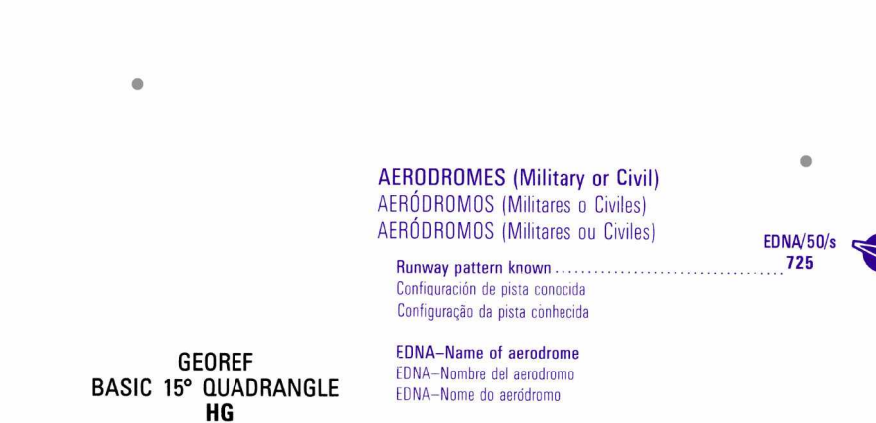 AERODROMES (Military or Civil)
AERÓDROMOS (Militares o Civiles)
AERÓDROMOS (Militares ou Civiles)
EDNA/50/s
Runway pattern known ........................................ 725
Configuración de pista conocida
Configuração da pista conhecida
EDNA–Name of aerodrome
EDNA–Nombre del aerodromo
EDNA–Nome do aeródromo
GEOREF
BASIC 15° QUADRANGLE
HG